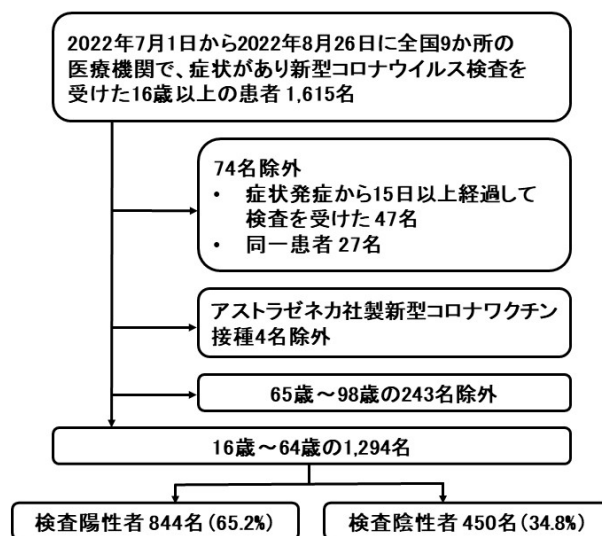 2022年7月1日から2022年8月26日に全国9か所の
医療機関で、症状があり新型コロナウイルス検査を
受けた16歳以上の患者 1,615名
74名除外
• 症状発症から15日以上経過して
検査を受けた 47名
• 同一患者 27名
アストラゼネカ社製新型コロナワクチン
接種4名除外
65歳～98歳の243名除外
16歳～64歳の1,294名
検査陽性者 844名(65.2%)
検査陰性者 450名(34.8%)